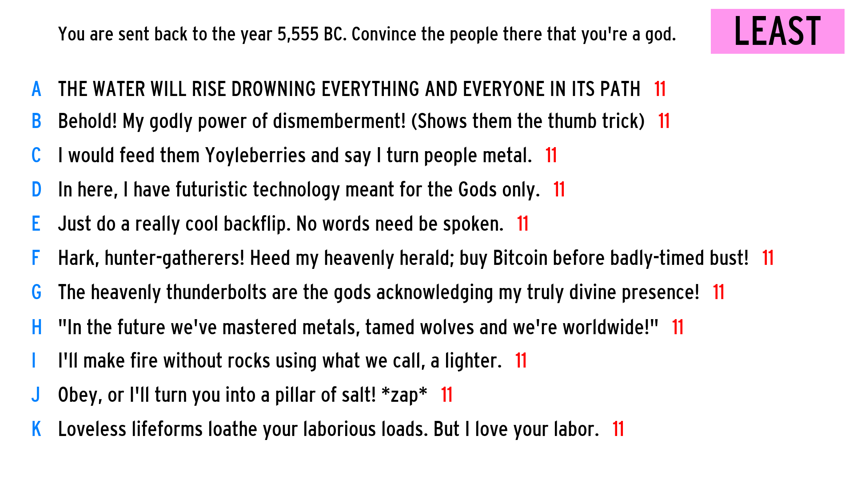 You are sent back to the year 5,555 BC. Convince the people there that you're a god.
LEAST
A THE WATER WILL RISE DROWNING EVERYTHING AND EVERYONE IN ITS PATH 11
B Behold! My godly power of dismemberment! (Shows them the thumb trick) 11
C I would feed them Yoyleberries and say I turn people metal. 11
D In here, I have futuristic technology meant for the Gods only. 11
E Just do a really cool backflip. No words need be spoken. 11
F Hark, hunter-gatherers! Heed my heavenly herald; buy Bitcoin before badly-timed bust! 11
G The heavenly thunderbolts are the gods acknowledging my truly divine presence! 11
H "In the future we've mastered metals, tamed wolves and we're worldwide!" 11
I I'll make fire without rocks using what we call, a lighter. 11
J Obey, or I'll turn you into a pillar of salt! *zap* 11
K Loveless lifeforms loathe your laborious loads. But I love your labor. 11